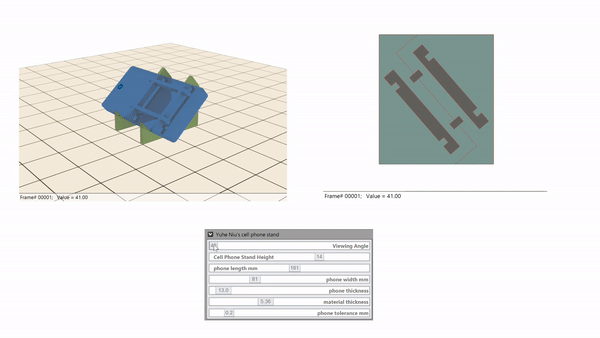 Frame# 00001;   Value = 41.00
Frame# 00001;   Value = 41.00
Yuhe Niu's cell phone stand
Viewing Angle
Cell Phone Stand Height 14
phone length mm 161
81 phone width mm
13.0 phone thickness
5.36 material thickness
0.2 phone tolerance mm